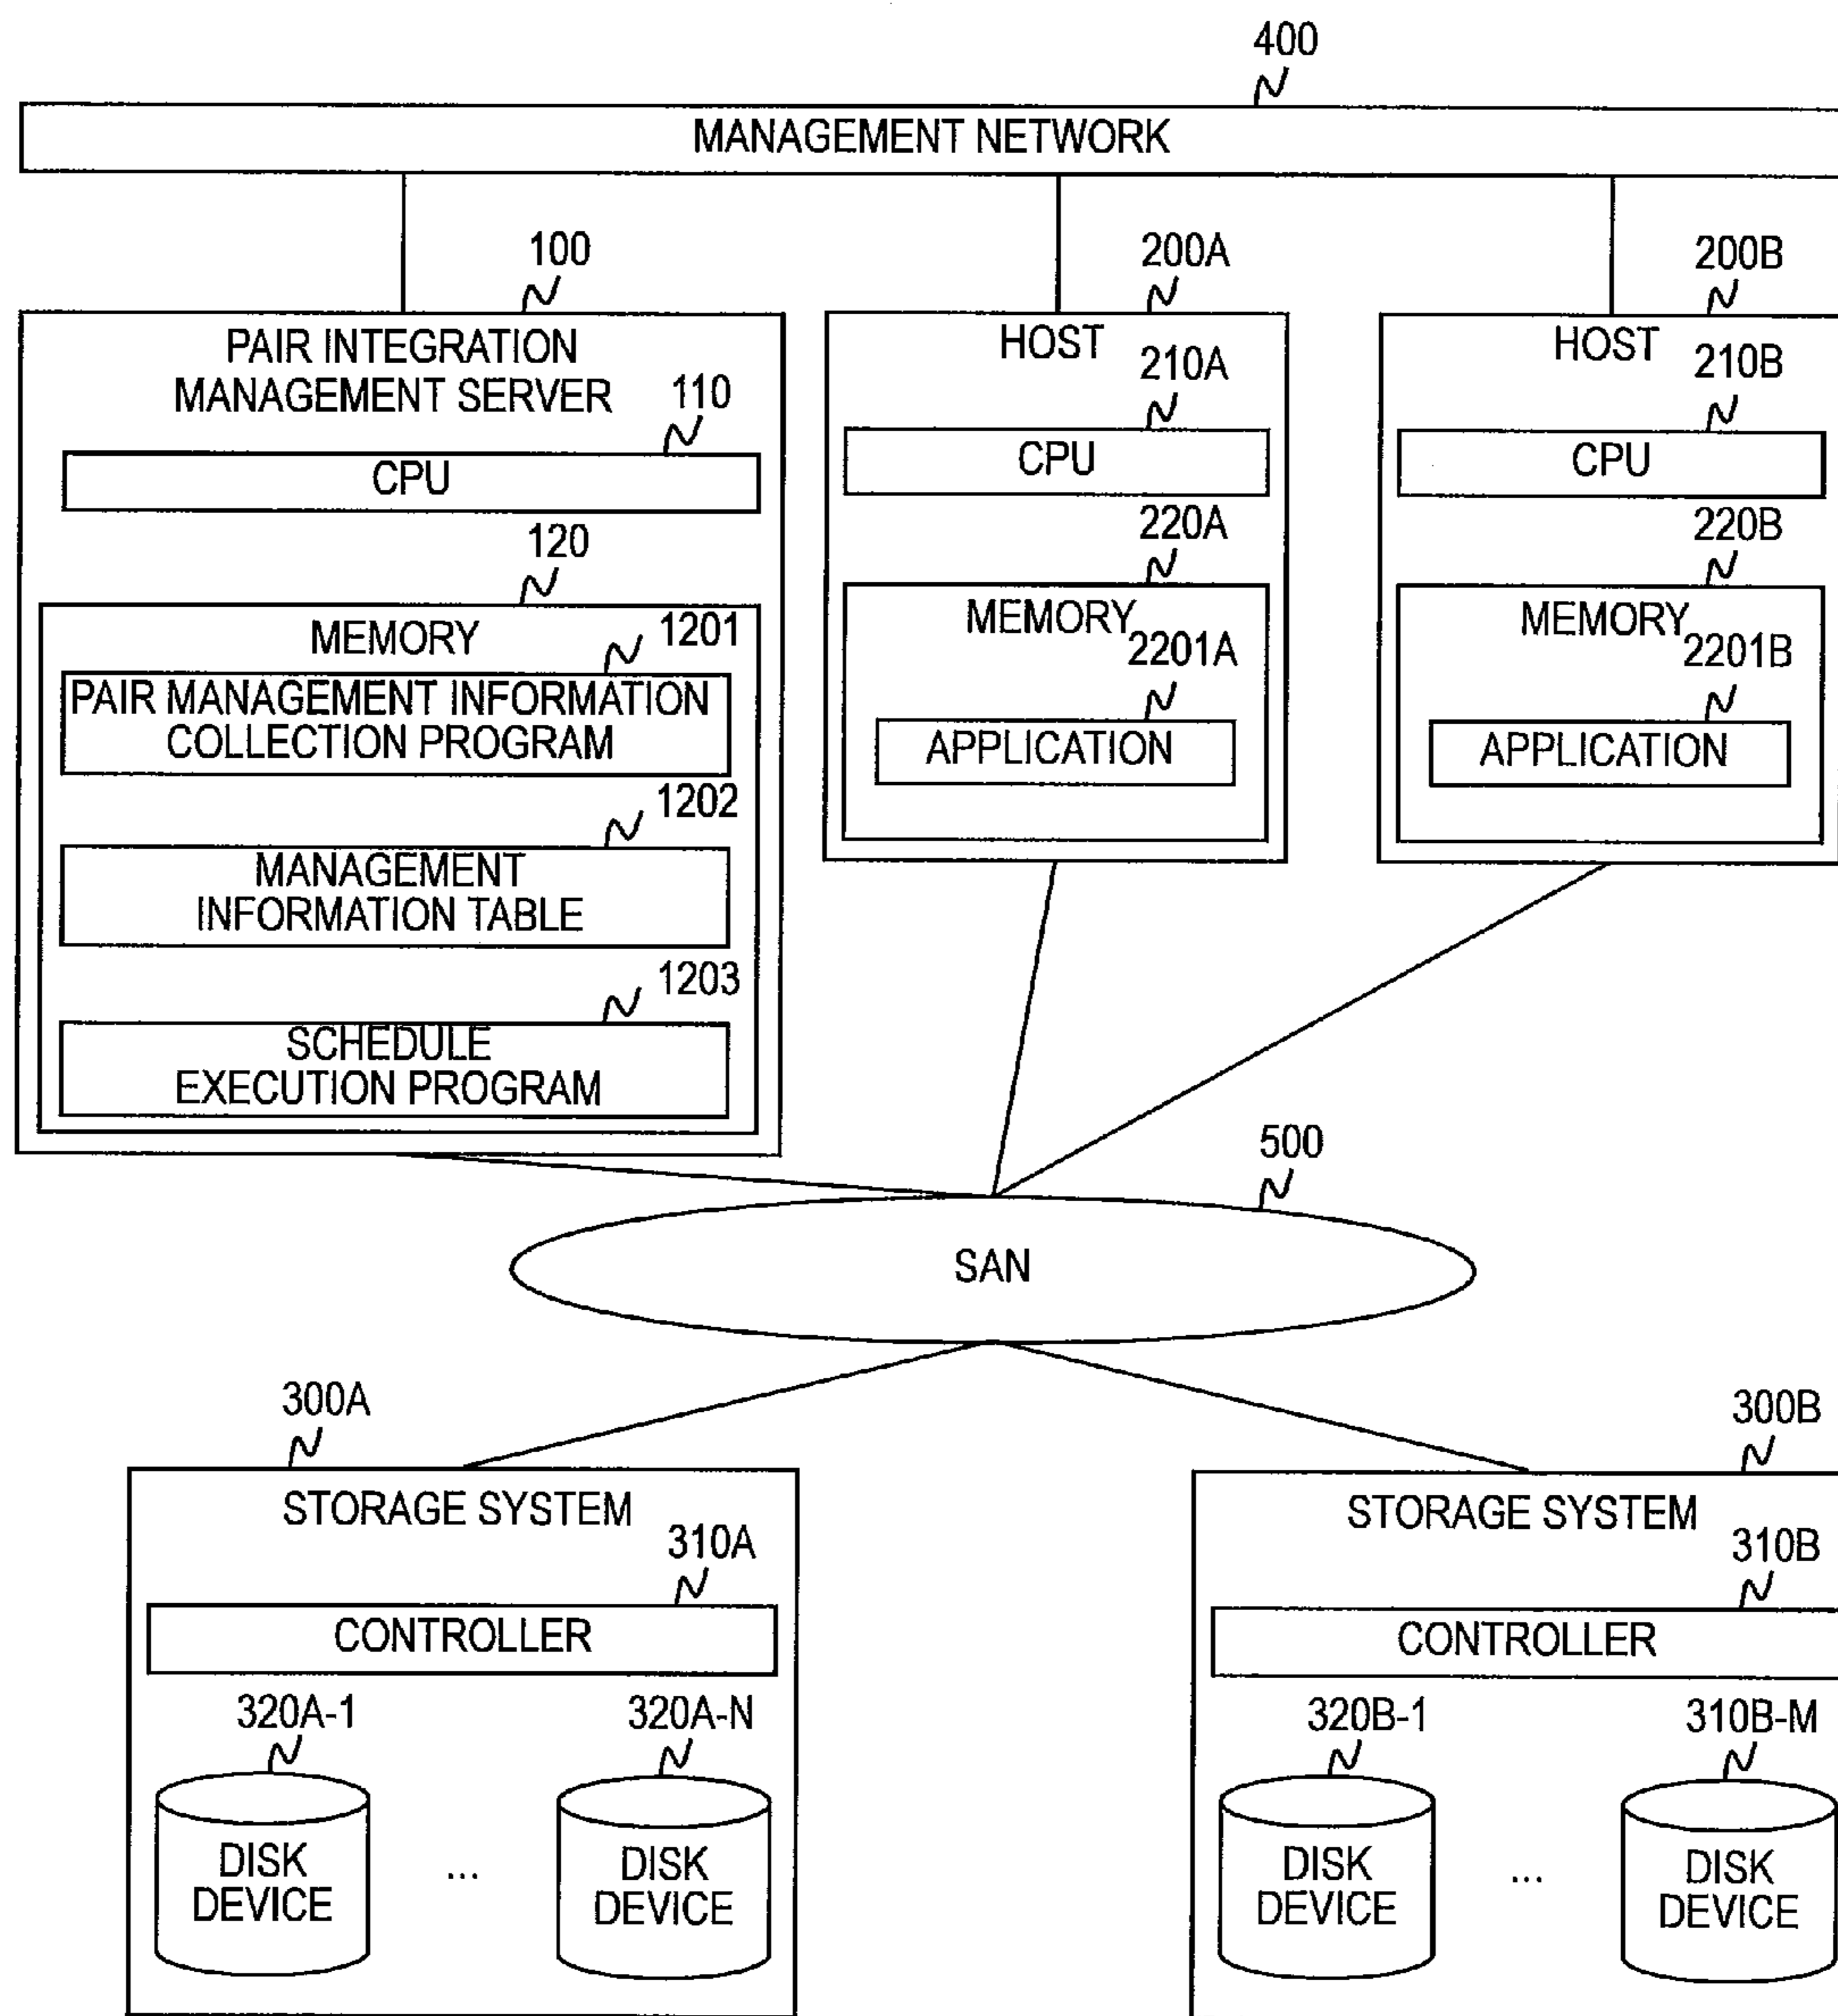 400
MANAGEMENT NETWORK
100
200A
200B
PAIR INTEGRATION
MANAGEMENT SERVER
110
CPU
120
MEMORY
1201
PAIR MANAGEMENT INFORMATION
COLLECTION PROGRAM
1202
MANAGEMENT
INFORMATION TABLE
1203
SCHEDULE
EXECUTION PROGRAM
HOST
210A
CPU
220A
MEMORY
2201A
APPLICATION
HOST
210B
CPU
220B
MEMORY
2201B
APPLICATION
500
SAN
300A
STORAGE SYSTEM
310A
CONTROLLER
320A-1
320A-N
DISK
DEVICE
...
DISK
DEVICE
300B
STORAGE SYSTEM
310B
CONTROLLER
320B-1
310B-M
DISK
DEVICE
...
DISK
DEVICE